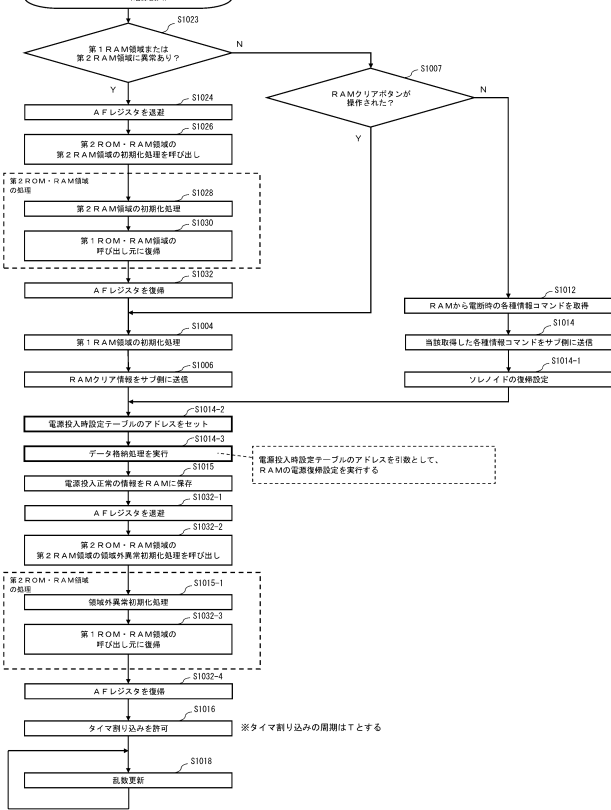 S1023
第1RAM領域または
第2RAM領域に異常あり?
N
Y
S1007
RAMクリアボタンが
操作された?
N
Y
S1024
AFレジスタを退避
S1026
第2ROM・RAM領域の
第2RAM領域の初期化処理を呼び出し
第2ROM・RAM領域
の処理
S1028
第2RAM領域の初期化処理
S1030
第1ROM・RAM領域の
呼び出し元に復帰
S1032
AFレジスタを復帰
S1012
RAMから電断時の各種情報コマンドを取得
S1004
第1RAM領域の初期化処理
S1014
当該取得した各種情報コマンドをサブ側に送信
S1006
RAMクリア情報をサブ側に送信
S1014-1
ソレノイドの復帰設定
S1014-2
電源投入時設定テーブルのアドレスをセット
S1014-3
データ格納処理を実行
電源投入時設定テーブルのアドレスを引数として、
RAMの電源復帰設定を実行する
S1015
電源投入正常の情報をRAMに保存
S1032-1
AFレジスタを退避
S1032-2
第2ROM・RAM領域の
第2RAM領域の領域外異常初期化処理を呼び出し
第2ROM・RAM領域
の処理
S1015-1
領域外異常初期化処理
S1032-3
第1ROM・RAM領域の
呼び出し元に復帰
S1032-4
AFレジスタを復帰
S1016
タイマ割り込みを許可
※タイマ割り込みの周期はTとする
S1018
乱数更新